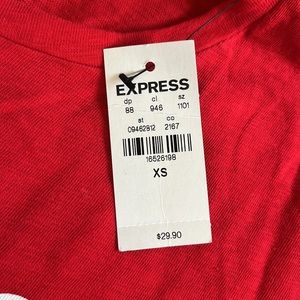 EXPRESS
dp cl sz
88 946 1101
st co
09462812 2167
16526198
XS
$29.90